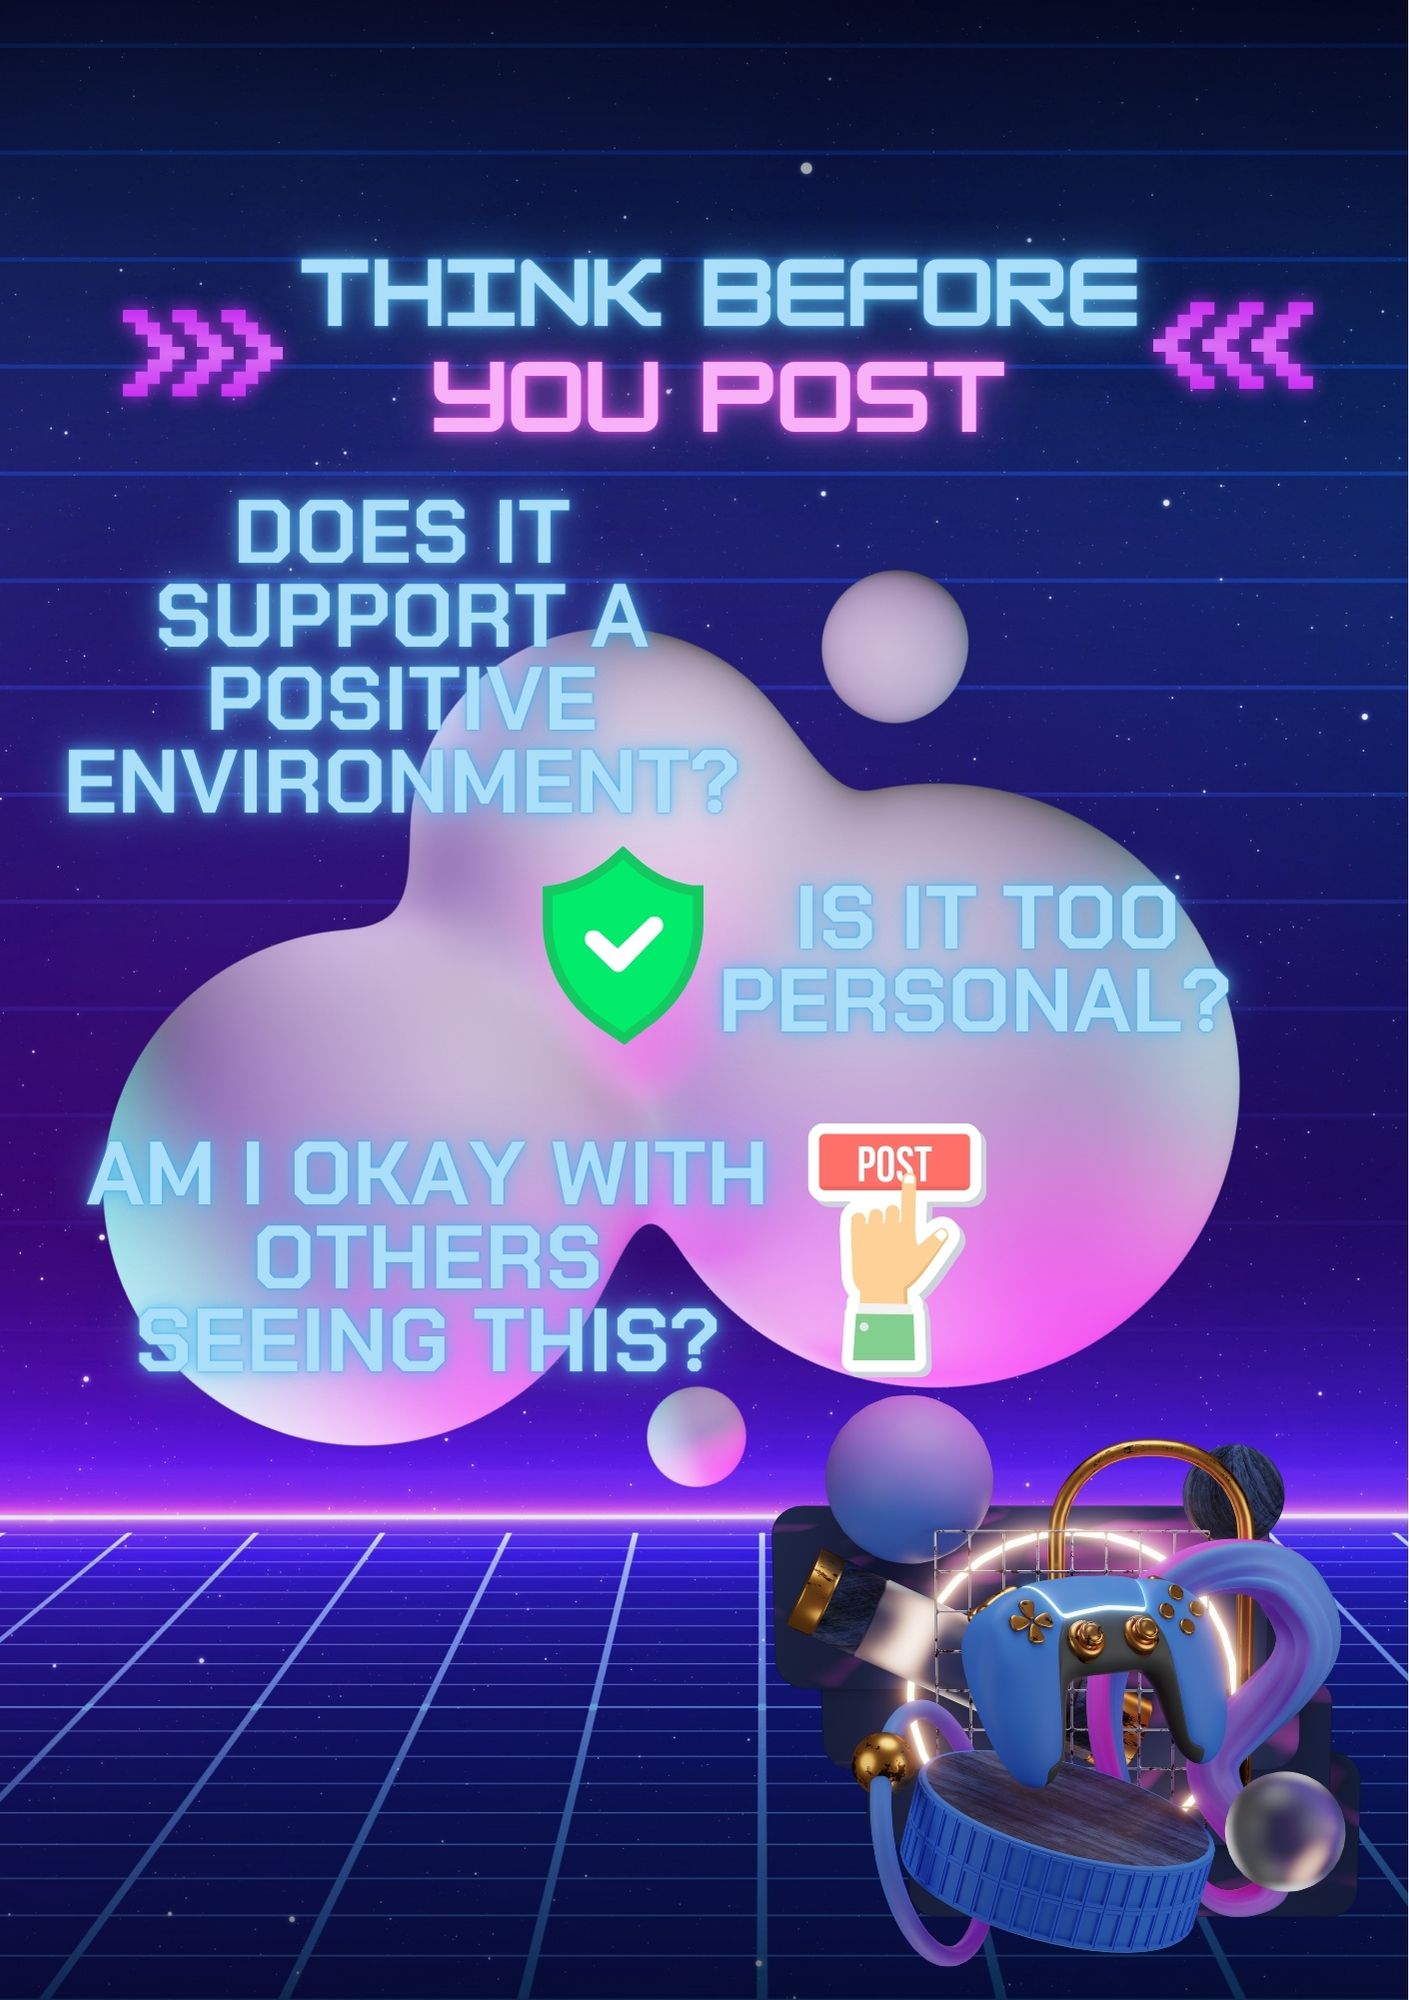 THINK BEFORE
YOU POST
DOES IT
SUPPORT A
POSITIVE
ENVIRONMENT?
IS IT TOO
PERSONAL?
AM I OKAY WITH
OTHERS
SEEING THIS?
POST